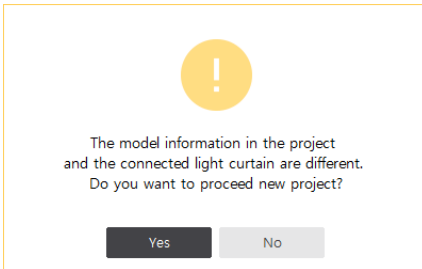 !
The model information in the project
and the connected light curtain are different.
Do you want to proceed new project?
Yes No